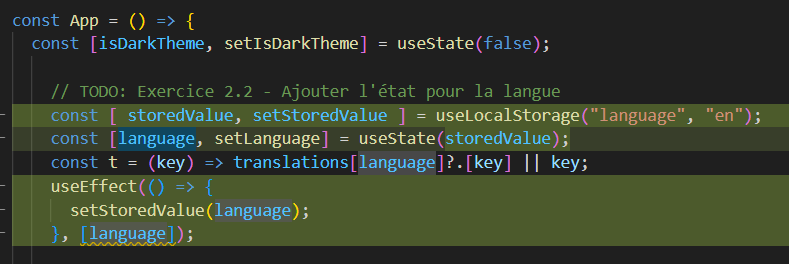 const App = () => {
const [isDarkTheme, setIsDarkTheme] = useState(false);
// TODO: Exercice 2.2 - Ajouter l'état pour la langue
const [ storedValue, setStoredValue ] = useLocalStorage("language", "en");
const [language, setLanguage] = useState(storedValue);
const t = (key) => translations[language]?.[key] || key;
useEffect(() => {
setStoredValue(language);
}, [language]);